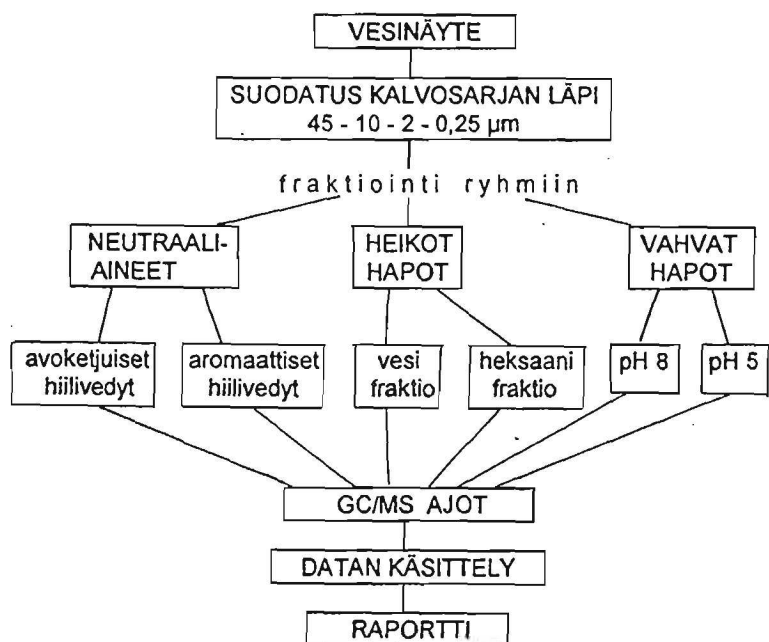 VESINÄYTE
SUODATUS KALVOSARJAN LÄPI
45 - 10 - 2 - 0,25 µm
fraktiointi ryhmiin
NEUTRAALI-
AINEET
HEIKOT
HAPOT
VAHVAT
HAPOT
avoketjuiset
hiilivedyt
aromaattiset
hiilivedyt
vesi
fraktio
heksaani
fraktio
pH 8
pH 5
GC/MS AJOT
DATAN KÄSITTELY
RAPORTTI